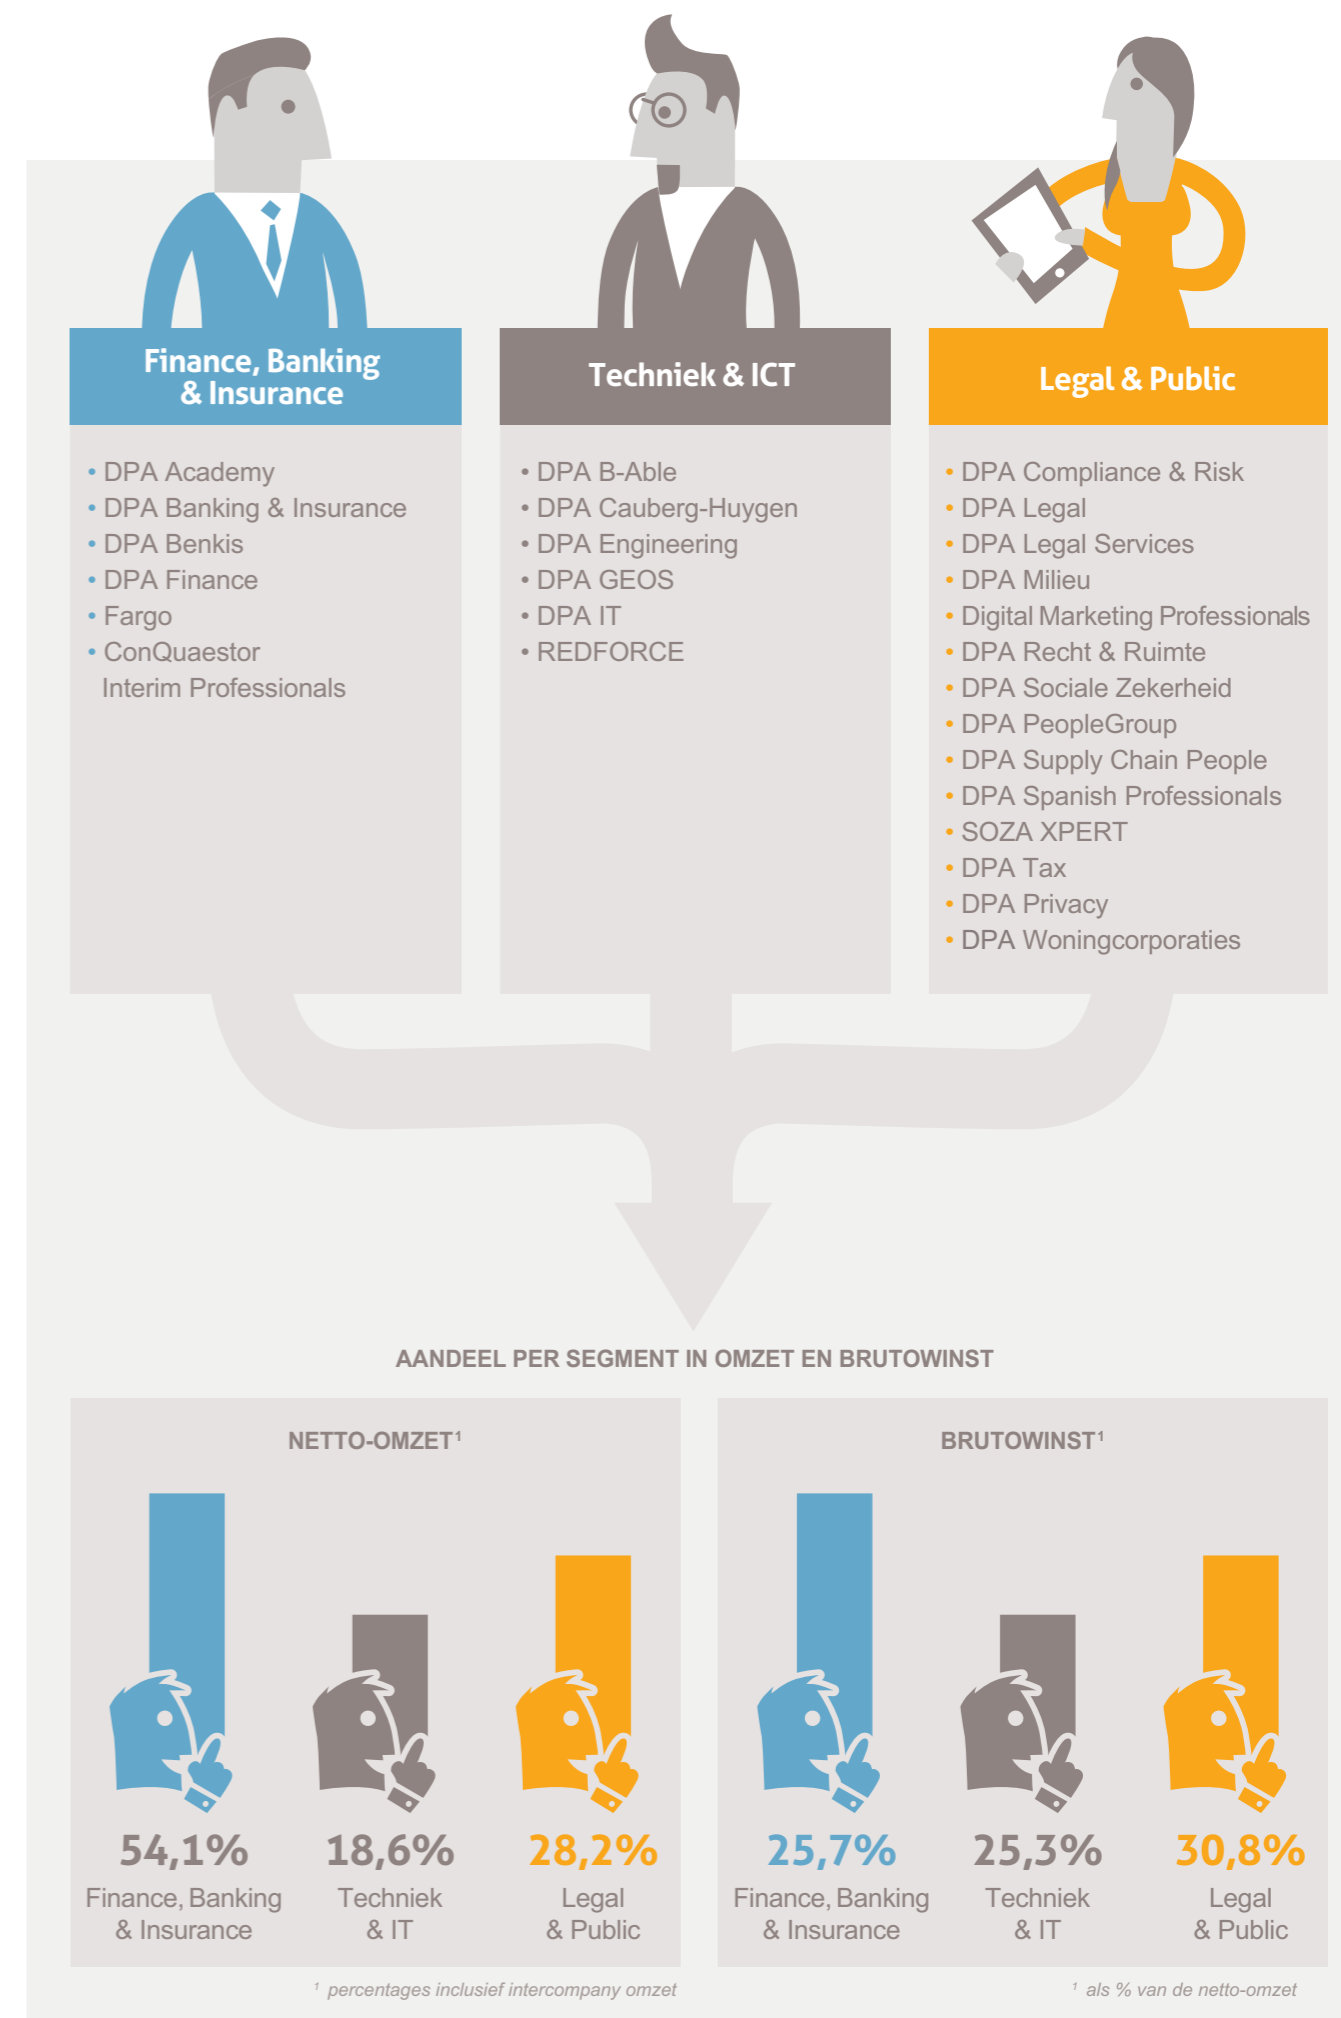 Finance, Banking
& Insurance
• DPA Academy
• DPA Banking & Insurance
• DPA Benkis
• DPA Finance
• Fargo
• ConQuaestor
Interim Professionals
Techniek & ICT
• DPA B-Able
• DPA Cauberg-Huygen
• DPA Engineering
• DPA GEOS
• DPA IT
• REDFORCE
Legal & Public
• DPA Compliance & Risk
• DPA Legal
• DPA Legal Services
• DPA Milieu
• Digital Marketing Professionals
• DPA Recht & Ruimte
• DPA Sociale Zekerheid
• DPA PeopleGroup
• DPA Supply Chain People
• DPA Spanish Professionals
• SOZA XPERT
• DPA Tax
• DPA Privacy
• DPA Woningcorporaties
AANDEEL PER SEGMENT IN OMZET EN BRUTOWINST
NETTO-OMZET¹
54,1%
Finance, Banking
& Insurance
18,6%
Techniek
& IT
28,2%
Legal
& Public
¹ percentages inclusief intercompany omzet
BRUTOWINST¹
25,7%
Finance, Banking
& Insurance
25,3%
Techniek
& IT
30,8%
Legal
& Public
¹ als % van de netto-omzet